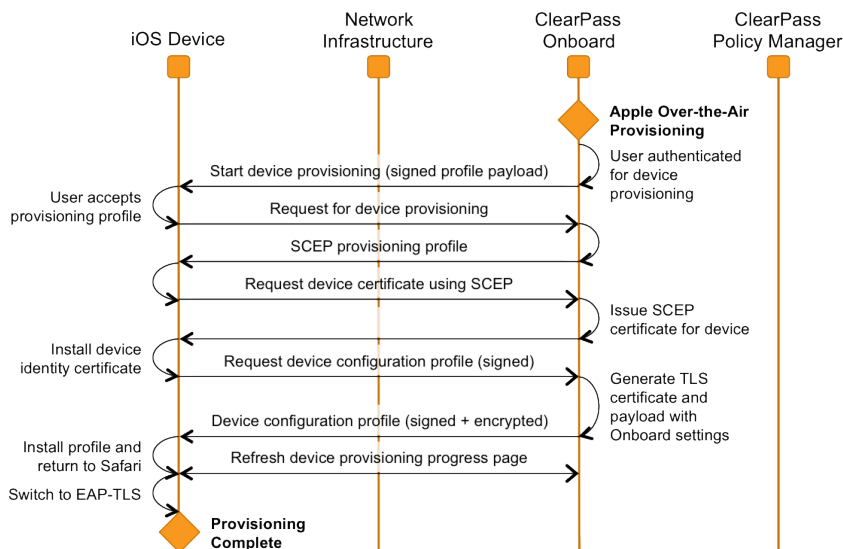 iOS Device
Network
Infrastructure
ClearPass
Onboard
ClearPass
Policy Manager
Apple Over-the-Air
Provisioning
User authenticated
for device
provisioning
Start device provisioning (signed profile payload)
User accepts
provisioning profile
Request for device provisioning
SCEP provisioning profile
Request device certificate using SCEP
Issue SCEP
certificate for device
Install device
identity certificate
Request device configuration profile (signed)
Generate TLS
certificate and
payload with
Onboard settings
Device configuration profile (signed + encrypted)
Install profile and
return to Safari
Refresh device provisioning progress page
Switch to EAP-TLS
Provisioning
Complete